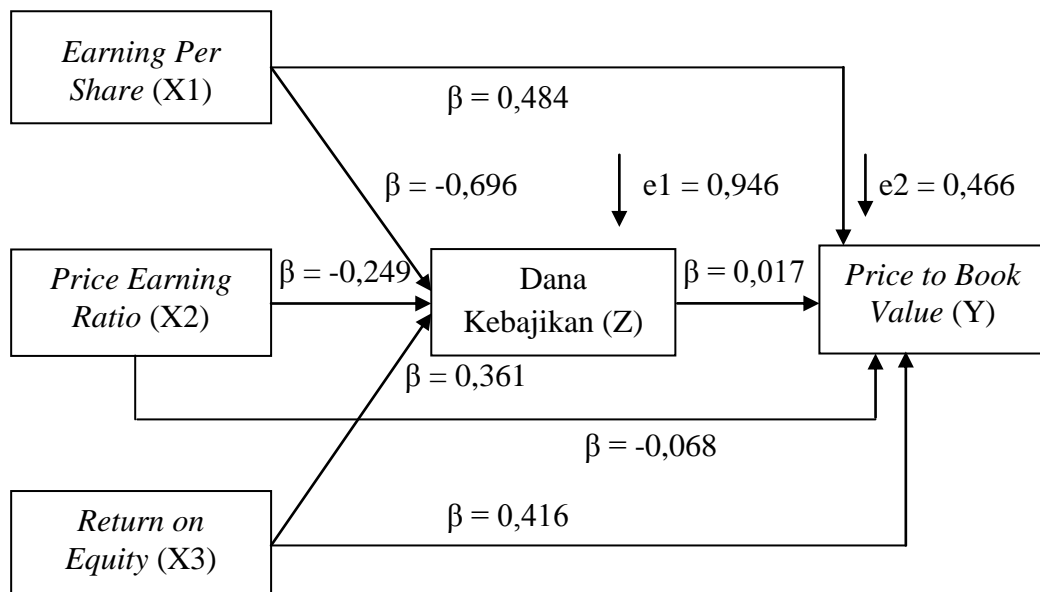 Earning Per
Share (X1)
β = 0,484
β = -0,696
e1 = 0,946
e2 = 0,466
Price Earning
Ratio (X2)
β = -0,249
Dana
Kebajikan (Z)
β = 0,017
Price to Book
Value (Y)
β = 0,361
β = -0,068
Return on
Equity (X3)
β = 0,416